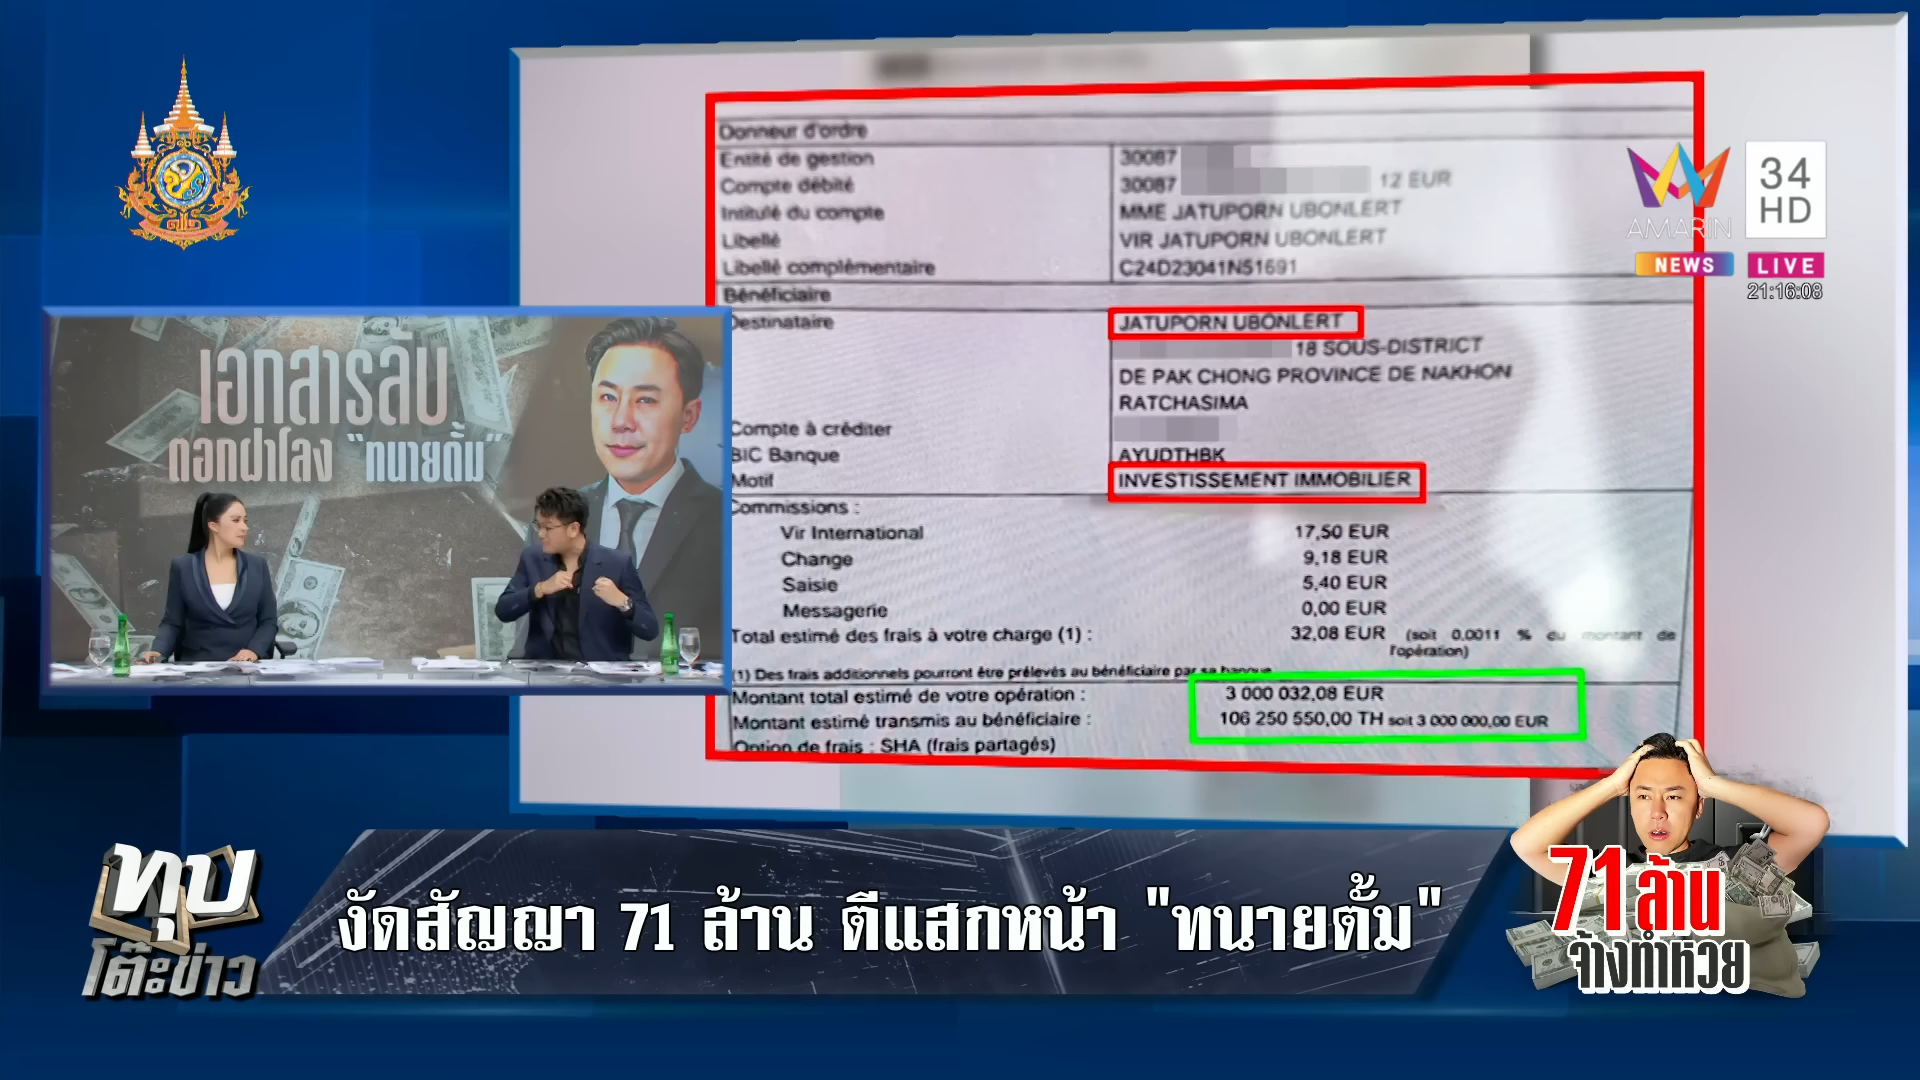 Donneur d'ordre
Entité de gestion 30087
Compte débité 30087 12 EUR
Intitulé du compte MME JATUPORN UBONLERT
Libellé VIR JATUPORN UBONLERT
Libellé complémentaire C24D23041N51691
Bénéficiaire
Destinataire JATUPORN UBONLERT
18 SOUS-DISTRICT
DE PAK CHONG PROVINCE DE NAKHON
RATCHASIMA
Compte à créditer
BIC Banque AYUDTHBK
Motif INVESTISSEMENT IMMOBILIER
Commissions :
Vir International 17,50 EUR
Change 9,18 EUR
Saisie 5,40 EUR
Messagerie 0,00 EUR
Total estimé des frais à votre charge (1) : 32,08 EUR (soit 0,0011 % du montant de
l'opération)
(1) Des frais additionnels pourront être prélevés au bénéficiaire par sa banque
Montant total estimé de votre opération : 3 000 032,08 EUR
Montant estimé transmis au bénéficiaire : 106 250 550,00 TH soit 3 000 000,00 EUR
Option de frais : SHA (frais partagés)
AMARIN
34
HD
NEWS
LIVE
21:16:08
เอกสารลับ
ตอกฝาโลง "ทนายตั้ม"
ทุบ
โต๊ะข่าว
งัดสัญญา 71 ล้าน ตีแสกหน้า "ทนายตั้ม"
71 ล้าน
จ้างทำหวย